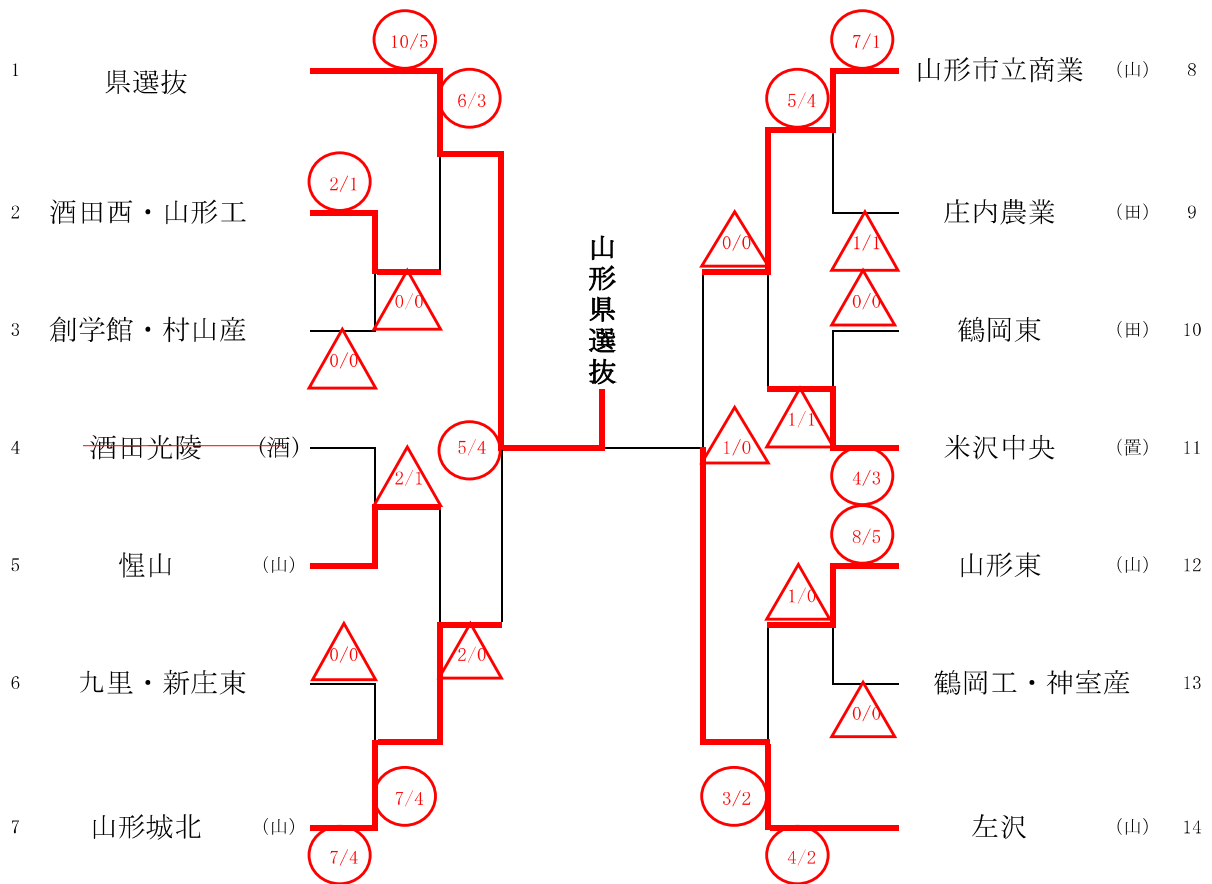 10/5
7/1
1 県選抜
山形市立商業 (山) 8
6/3
5/4
2/1
2 酒田西・山形工
庄内農業 (田) 9
山形県選抜
0/0
1/1
0/0
0/0
3 創学館・村山産
鶴岡東 (田) 10
0/0
4 酒田光陵 (酒)
5/4
1/0
1/1
米沢中央 (置) 11
2/1
4/3
8/5
5 惺山 (山)
山形東 (山) 12
1/0
0/0
2/0
6 九里・新庄東
鶴岡工・神室産 13
0/0
7/4
3/2
7 山形城北 (山)
左沢 (山) 14
7/4
4/2